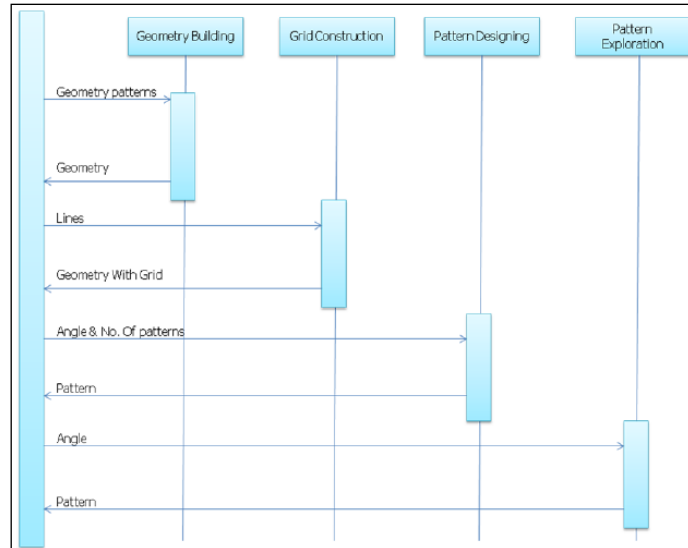 Geometry Building
Grid Construction
Pattern Designing
Pattern
Exploration
Geometry patterns
Geometry
Lines
Geometry With Grid
Angle & No. Of patterns
Pattern
Angle
Pattern